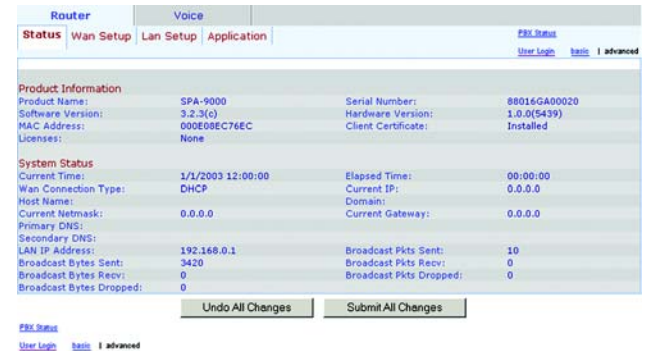 Router Voice
Status Wan Setup Lan Setup Application PBX Status
User Login basic | advanced
Product Information
Product Name: SPA-9000 Serial Number: 88016GA00020
Software Version: 3.2.3(c) Hardware Version: 1.0.0(5439)
MAC Address: 000E08EC76EC Client Certificate: Installed
Licenses: None
System Status
Current Time: 1/1/2003 12:00:00 Elapsed Time: 00:00:00
Wan Connection Type: DHCP Current IP: 0.0.0.0
Host Name: Domain:
Current Netmask: 0.0.0.0 Current Gateway: 0.0.0.0
Primary DNS:
Secondary DNS:
LAN IP Address: 192.168.0.1 Broadcast Pkts Sent: 10
Broadcast Bytes Sent: 3420 Broadcast Pkts Recv: 0
Broadcast Bytes Recv: 0 Broadcast Pkts Dropped: 0
Broadcast Bytes Dropped: 0
Undo All Changes Submit All Changes
PBX Status
User Login basic | advanced